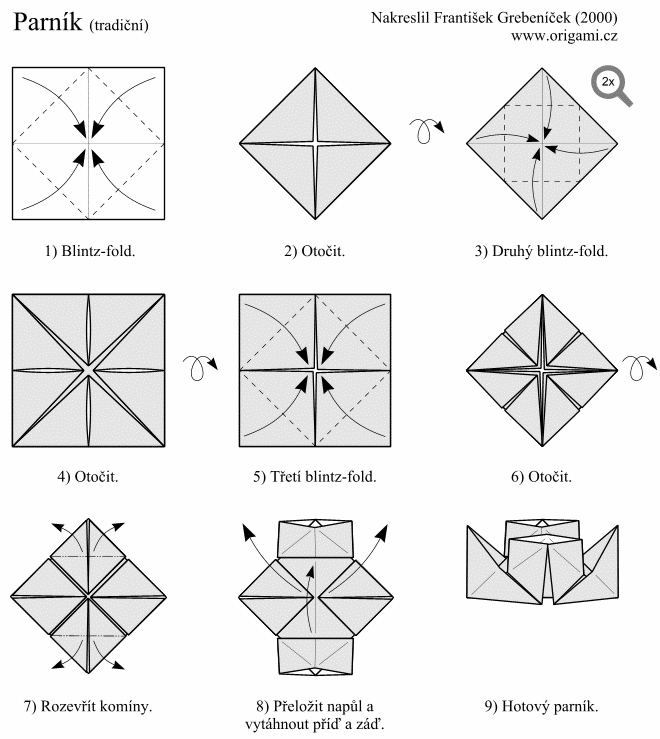 Parník (tradiční)
Nakreslil František Grebeníček (2000)
www.origami.cz
2x
1) Blintz-fold.
2) Otočit.
3) Druhý blintz-fold.
4) Otočit.
5) Třetí blintz-fold.
6) Otočit.
7) Rozevřít komíny.
8) Přeložit napůl a
vytáhnout příď a záď.
9) Hotový parník.